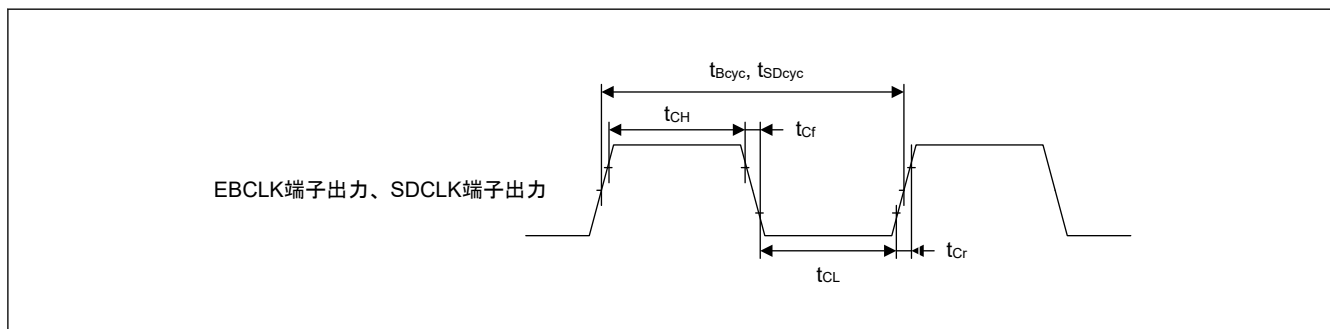 tBcyc, tSDcyc
tCH
tCf
EBCLK端子出力、SDCLK端子出力
tCr
tCL